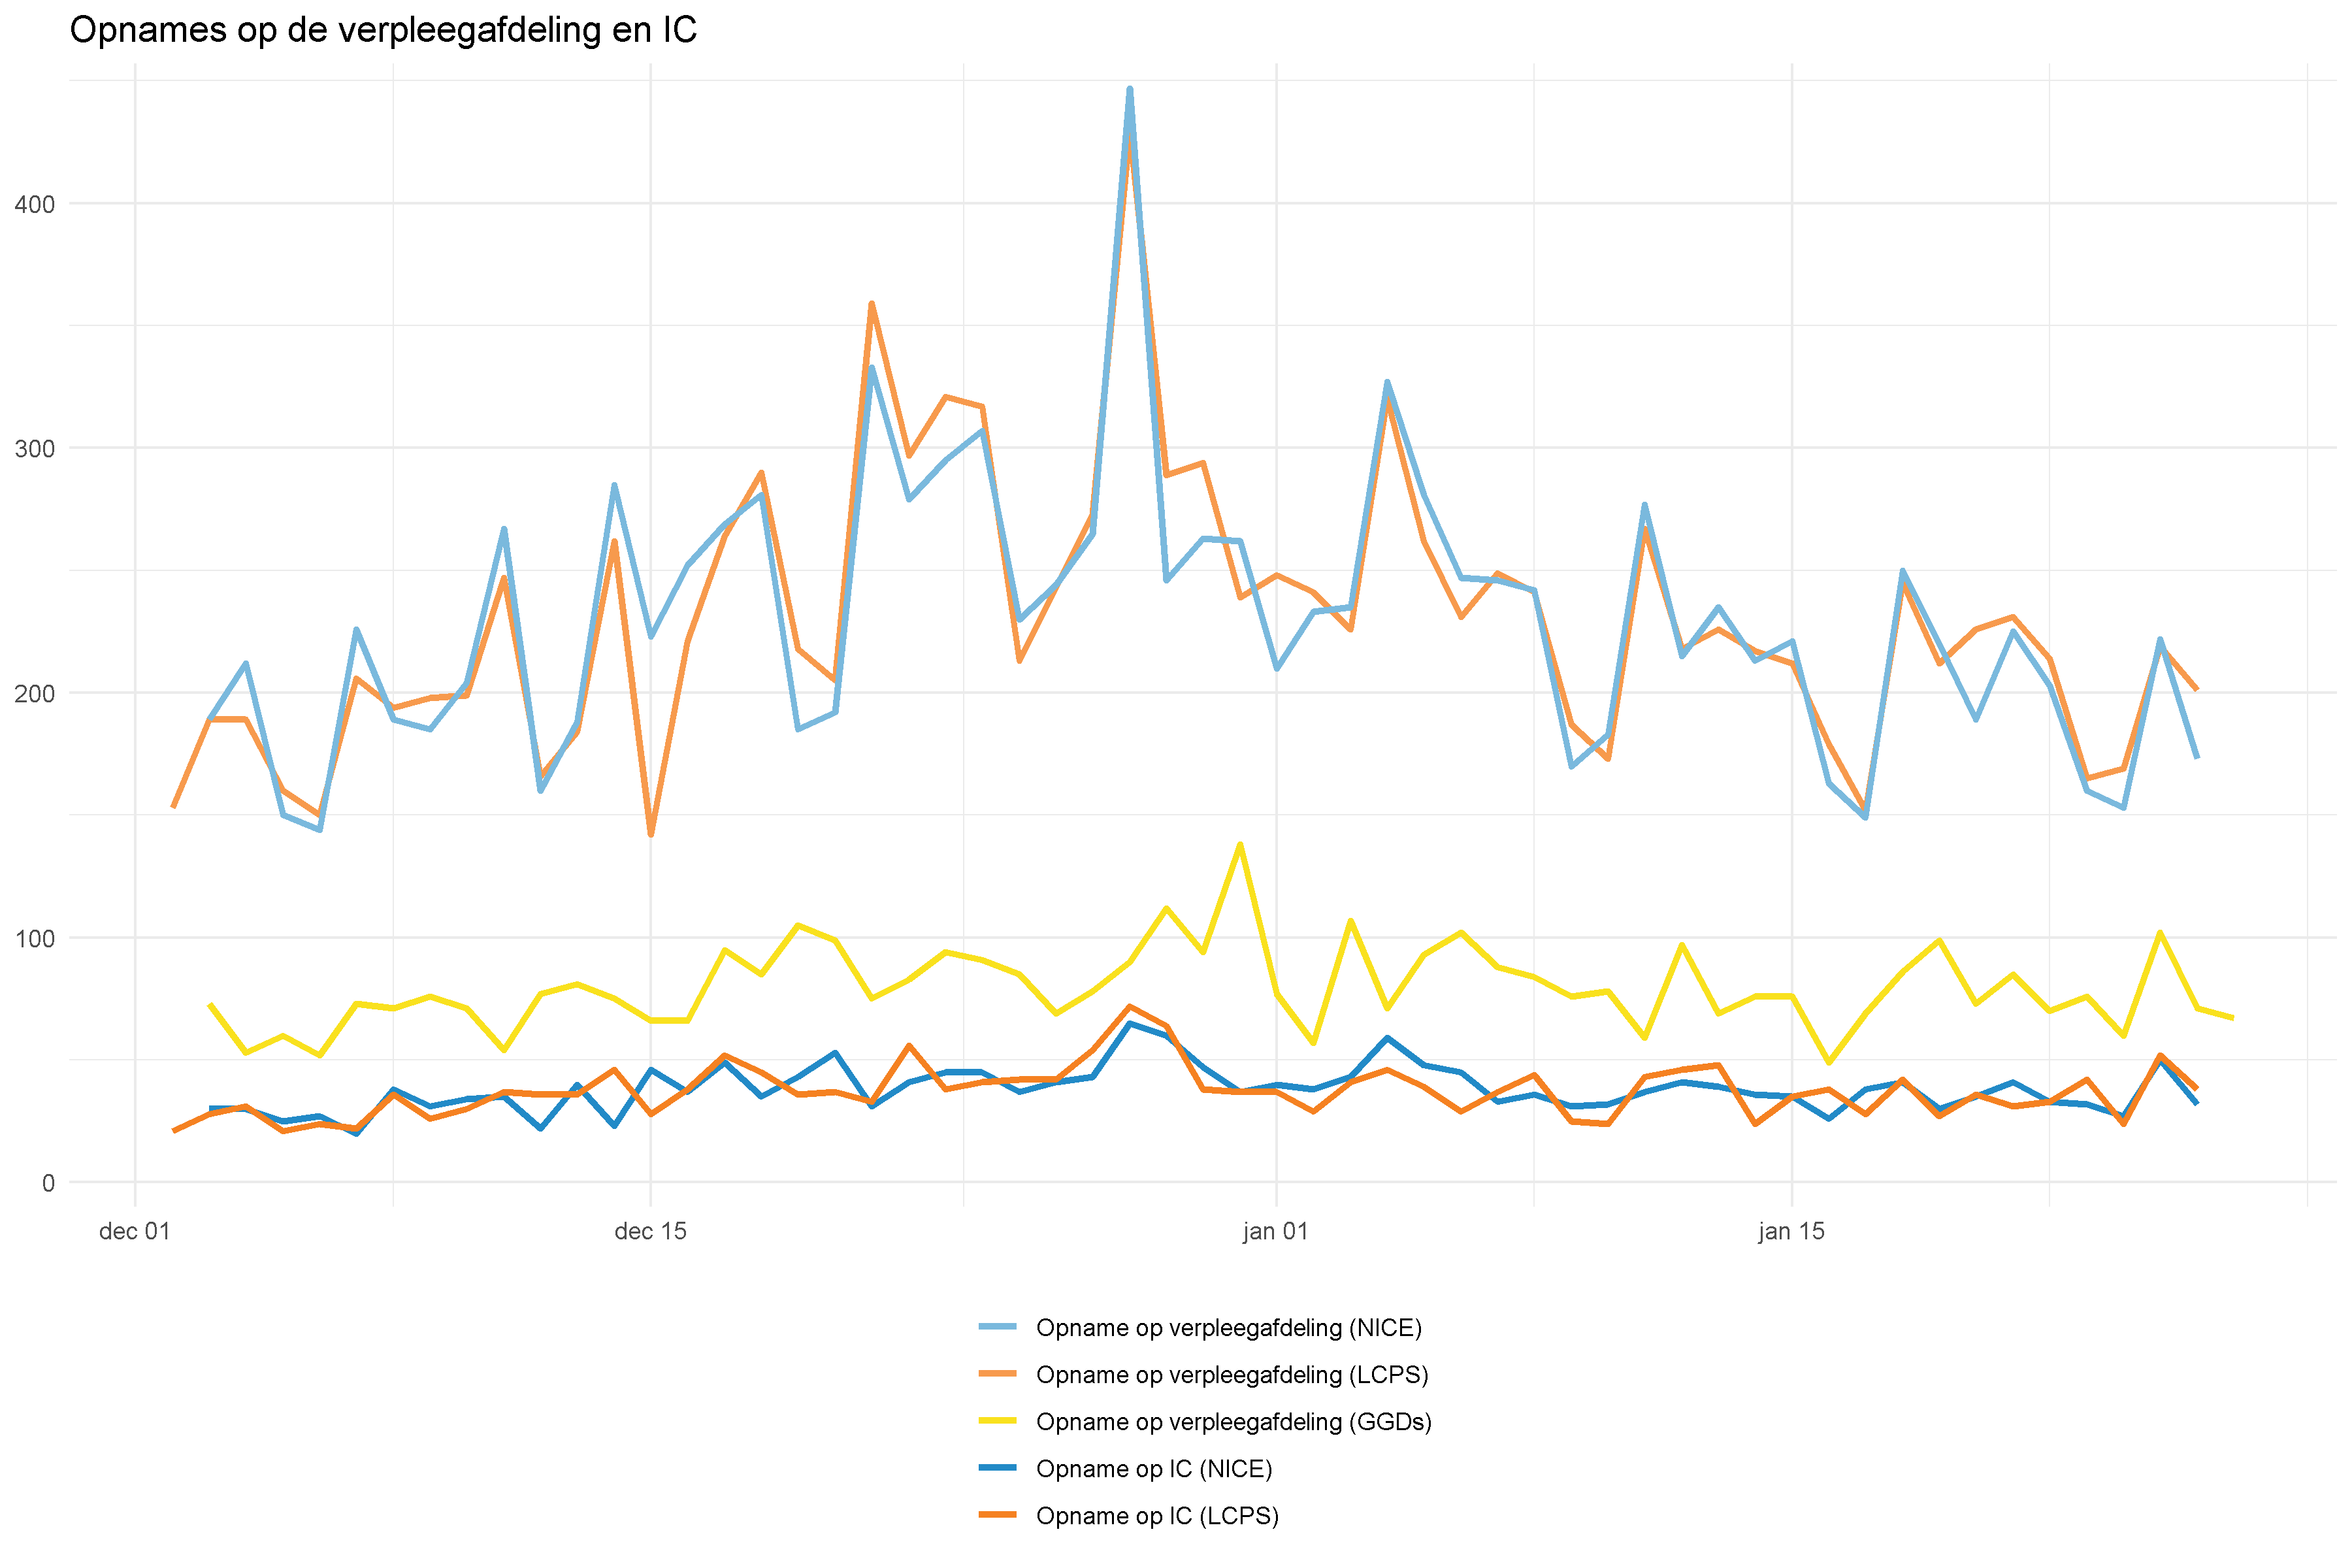 Opnames op de verpleegafdeling en IC
400
300
200
100
0
dec 01
dec 15
jan 01
jan 15
Opname op verpleegafdeling (NICE)
Opname op verpleegafdeling (LCPS)
Opname op verpleegafdeling (GGDs)
Opname op IC (NICE)
Opname op IC (LCPS)